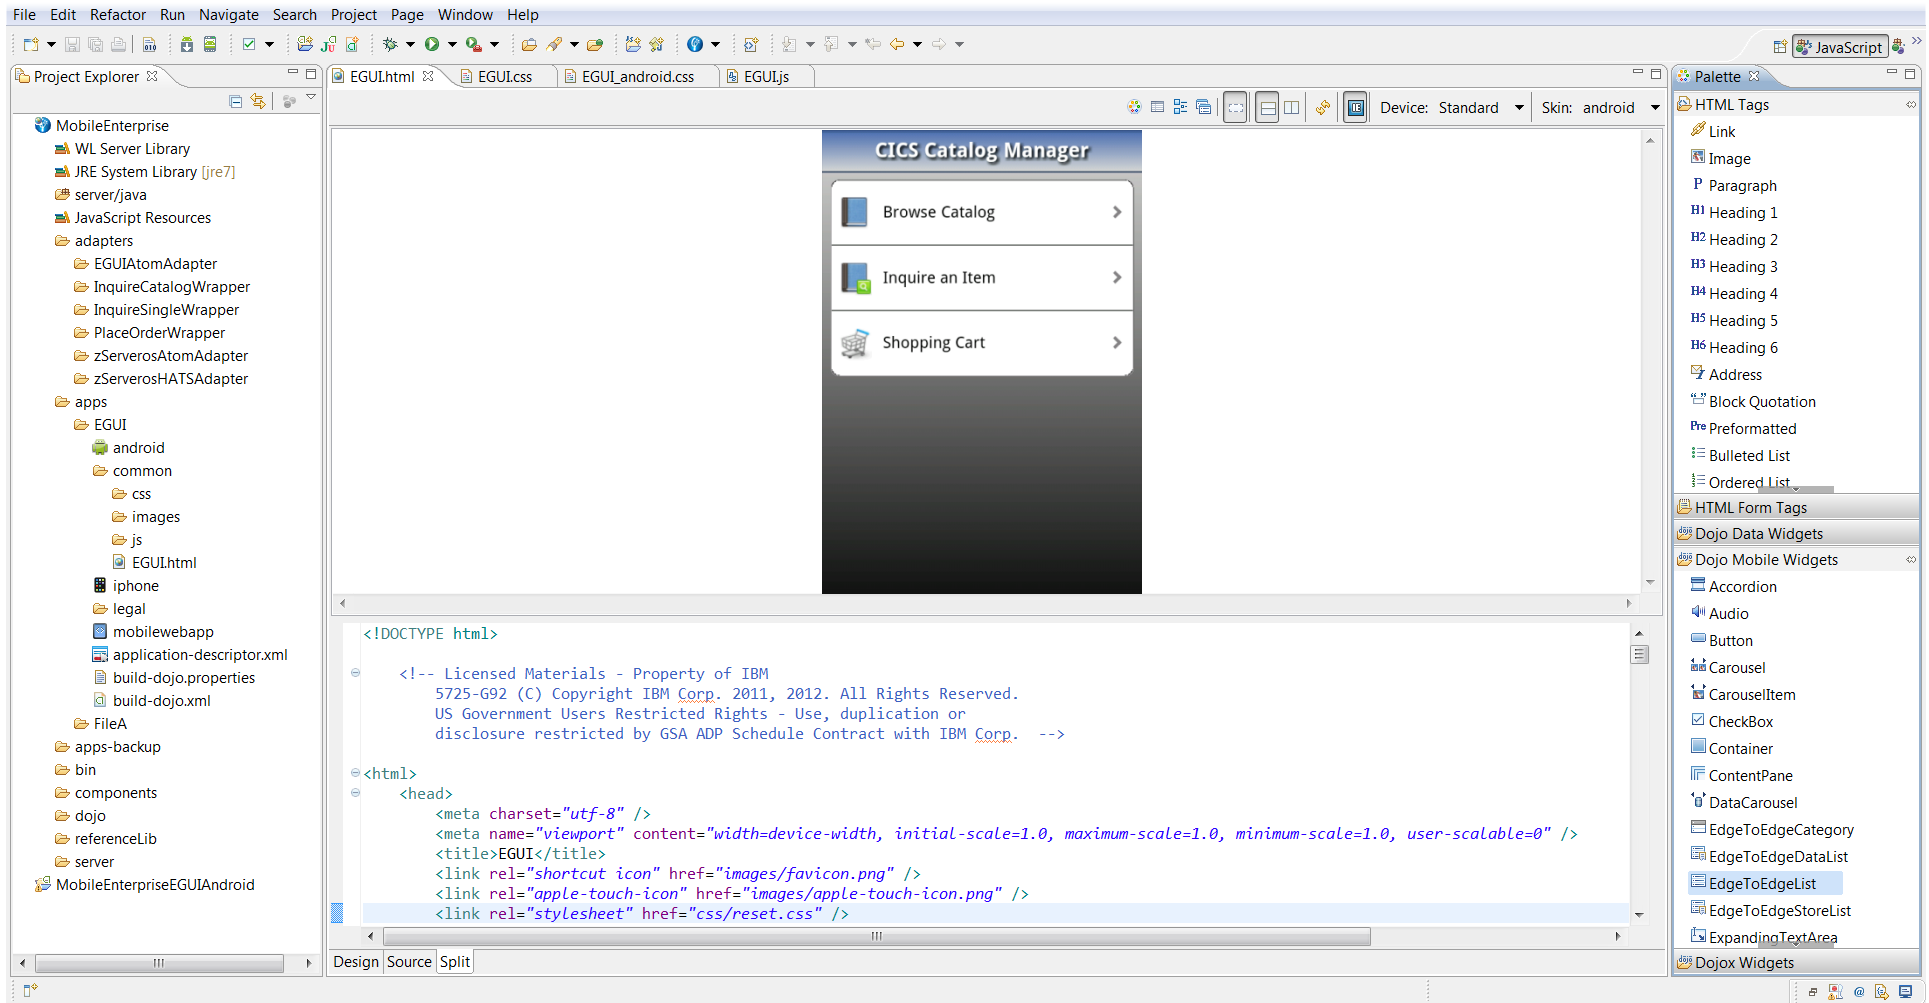 File Edit Refactor Run Navigate Search Project Page Window Help
JavaScript
Project Explorer
MobileEnterprise
WL Server Library
JRE System Library [jre7]
server/java
JavaScript Resources
adapters
EGUIAtomAdapter
InquireCatalogWrapper
InquireSingleWrapper
PlaceOrderWrapper
zServerosAtomAdapter
zServerosHATSAdapter
apps
EGUI
android
common
css
images
js
EGUI.html
iphone
legal
mobilewebapp
application-descriptor.xml
build-dojo.properties
build-dojo.xml
FileA
apps-backup
bin
components
dojo
referenceLib
server
MobileEnterpriseEGUIAndroid
EGUI.html EGUI.css EGUI_android.css EGUI.js
Device: Standard Skin: android
CICS Catalog Manager
Browse Catalog
Inquire an Item
Shopping Cart
<!DOCTYPE html>
<!-- Licensed Materials - Property of IBM
5725-G92 (C) Copyright IBM Corp. 2011, 2012. All Rights Reserved.
US Government Users Restricted Rights - Use, duplication or
disclosure restricted by GSA ADP Schedule Contract with IBM Corp. -->
<html>
<head>
<meta charset="utf-8" />
<meta name="viewport" content="width=device-width, initial-scale=1.0, maximum-scale=1.0, minimum-scale=1.0, user-scalable=0" />
<title>EGUI</title>
<link rel="shortcut icon" href="images/favicon.png" />
<link rel="apple-touch-icon" href="images/apple-touch-icon.png" />
<link rel="stylesheet" href="css/reset.css" />
Design Source Split
Palette
HTML Tags
Link
Image
P Paragraph
H1 Heading 1
H2 Heading 2
H3 Heading 3
H4 Heading 4
H5 Heading 5
H6 Heading 6
Address
Block Quotation
Pre Preformatted
Bulleted List
Ordered List
HTML Form Tags
Dojo Data Widgets
Dojo Mobile Widgets
Accordion
Audio
Button
Carousel
CarouselItem
CheckBox
Container
ContentPane
DataCarousel
EdgeToEdgeCategory
EdgeToEdgeDataList
EdgeToEdgeList
EdgeToEdgeStoreList
ExpandingTextArea
Dojox Widgets